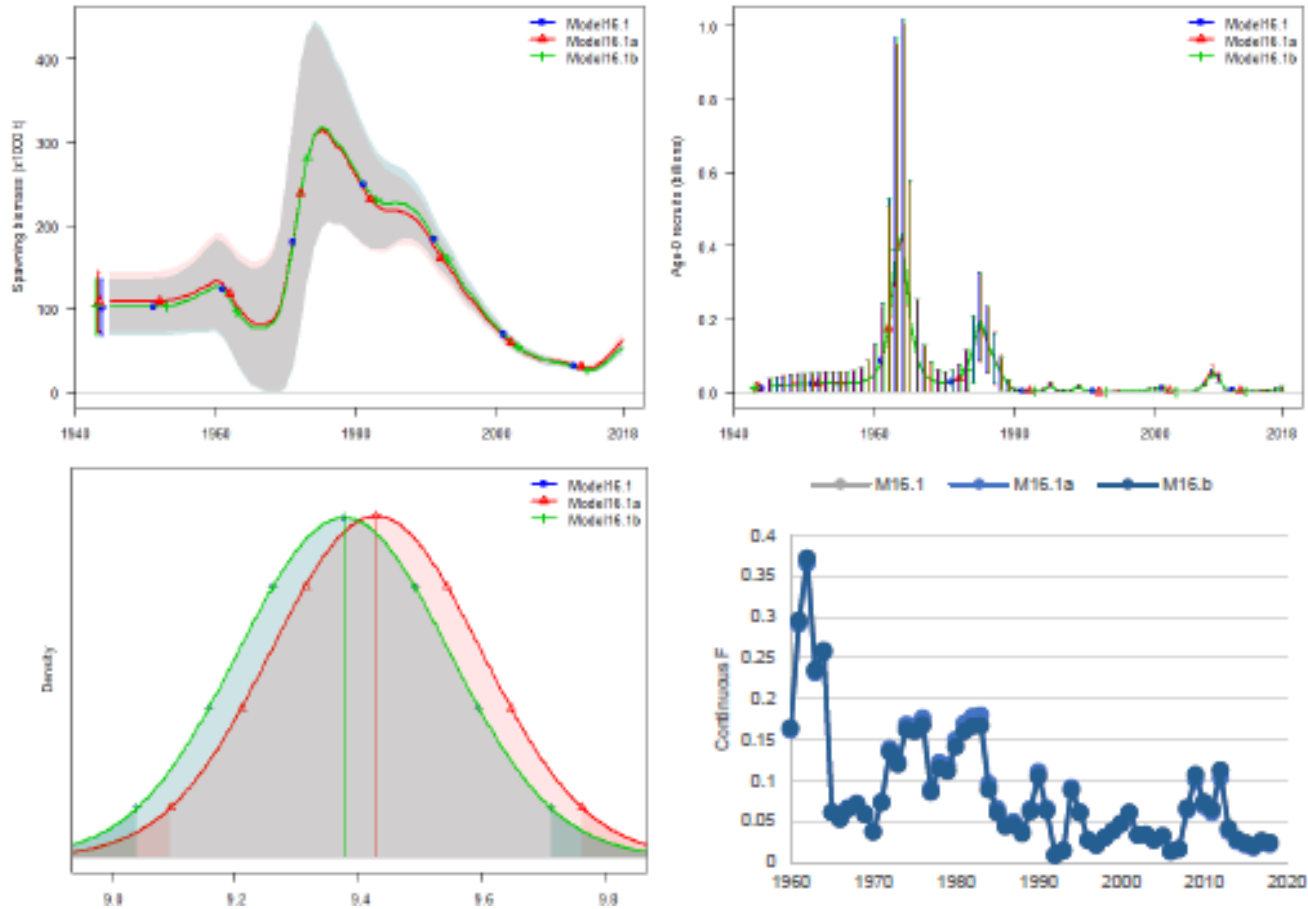 Model16.1
Model16.1a
Model16.1b
Spawning biomass (x1000 t)
400
300
200
100
0
1940 1960 1980 2000 2018
Model16.1
Model16.1a
Model16.1b
Age-0 recruits (billions)
1.0
0.8
0.6
0.4
0.2
0.0
1940 1960 1980 2000 2018
Model16.1
Model16.1a
Model16.1b
Density
9.0 9.2 9.4 9.6 9.8
M16.1 M16.1a M16.b
Continuous F
0.4
0.35
0.3
0.25
0.2
0.15
0.1
0.05
0
1960 1970 1980 1990 2000 2010 2020